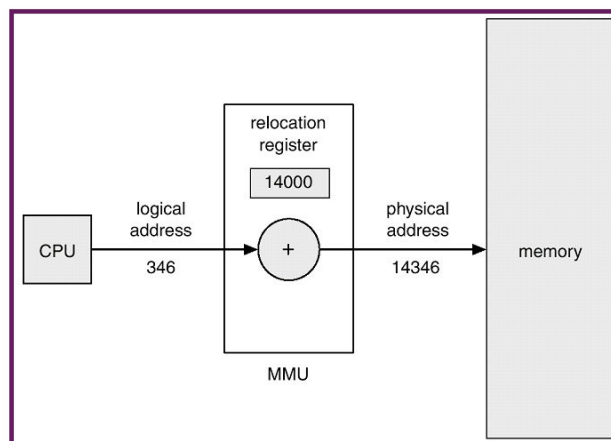 relocation
register
14000
logical
address
physical
address
CPU
+
memory
346
14346
MMU